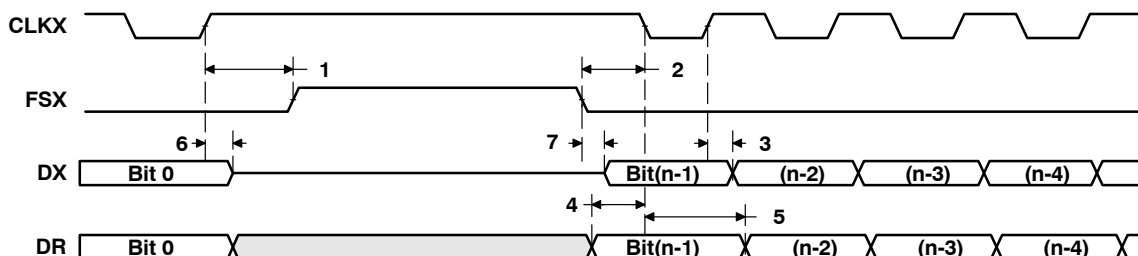 CLKX
1 2
FSX
6 7 3
DX Bit 0 Bit(n-1) (n-2) (n-3) (n-4)
4 5
DR Bit 0 Bit(n-1) (n-2) (n-3) (n-4)